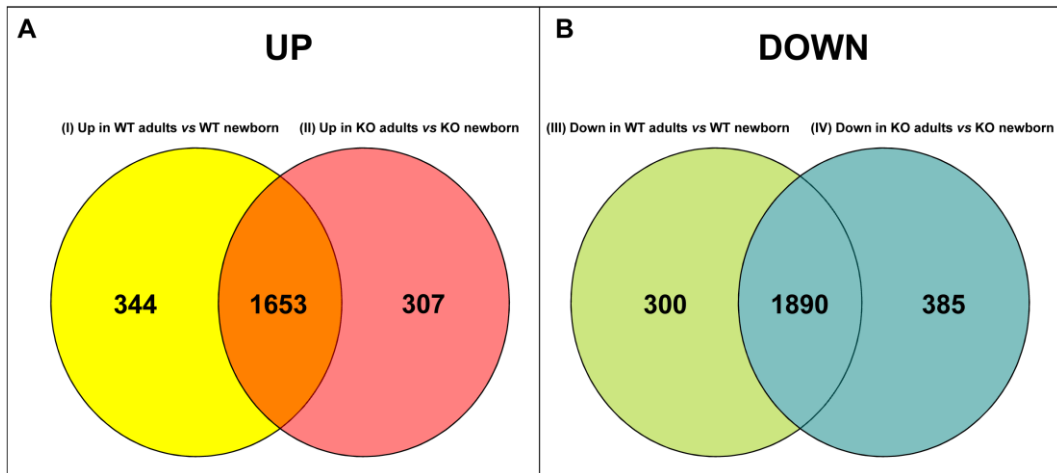 A
UP
(I) Up in WT adults vs WT newborn
(II) Up in KO adults vs KO newborn
344
1653
307
B
DOWN
(III) Down in WT adults vs WT newborn
(IV) Down in KO adults vs KO newborn
300
1890
385